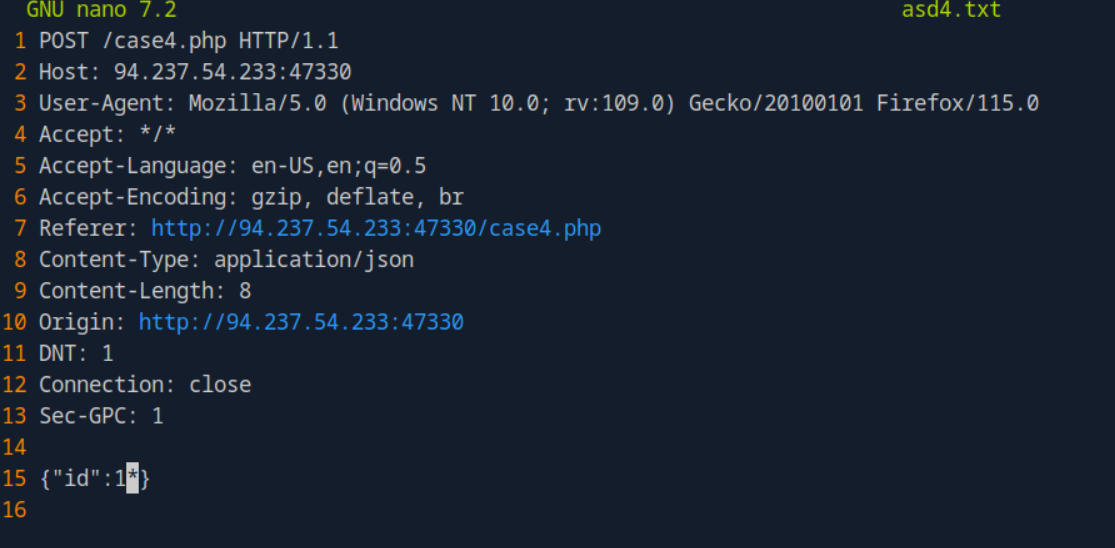 GNU nano 7.2 asd4.txt
1 POST /case4.php HTTP/1.1
2 Host: 94.237.54.233:47330
3 User-Agent: Mozilla/5.0 (Windows NT 10.0; rv:109.0) Gecko/20100101 Firefox/115.0
4 Accept: */*
5 Accept-Language: en-US,en;q=0.5
6 Accept-Encoding: gzip, deflate, br
7 Referer: http://94.237.54.233:47330/case4.php
8 Content-Type: application/json
9 Content-Length: 8
10 Origin: http://94.237.54.233:47330
11 DNT: 1
12 Connection: close
13 Sec-GPC: 1
14
15 {"id":1*}
16